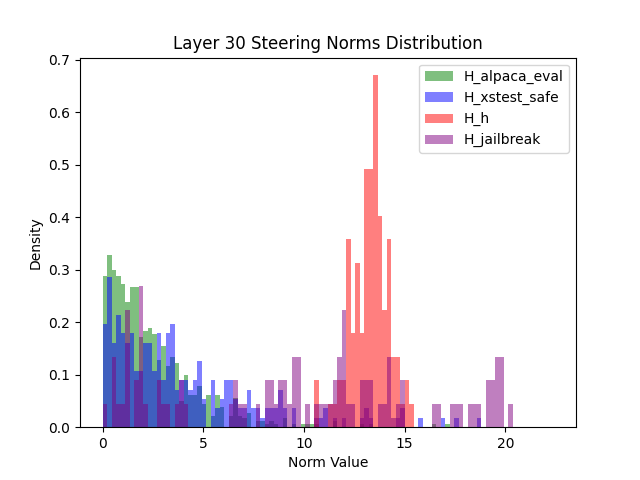 Layer 30 Steering Norms Distribution
H_alpaca_eval
H_xstest_safe
H_h
H_jailbreak
0.7
0.6
0.5
0.4
0.3
0.2
0.1
0.0
Density
0 5 10 15 20
Norm Value